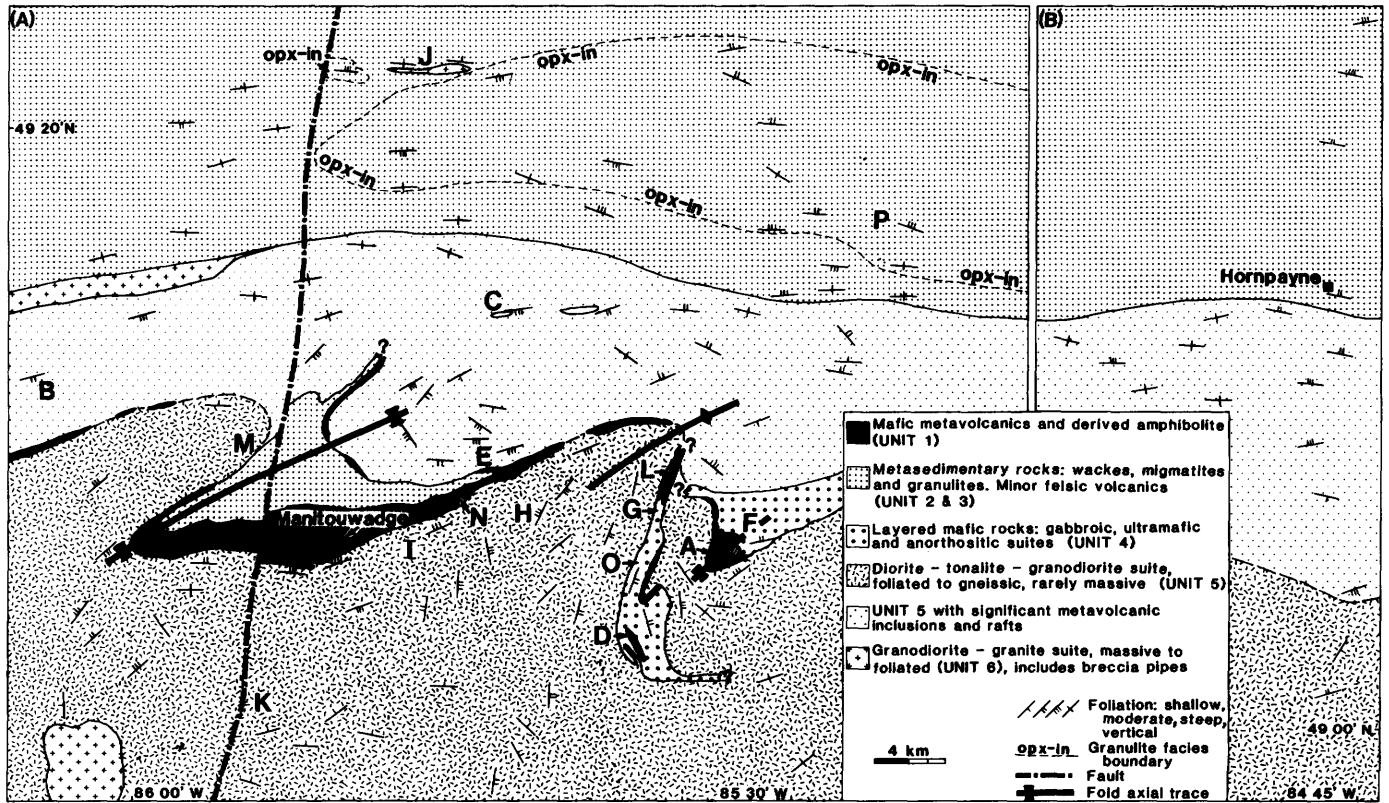 (A)
(B)
opx-in
J
opx-in
opx-in
49 20'N
opx-in
opx-in
P
opx-in
Hornpayne
C
B
M
E
?
?
L
?
?
Manitouwadge
N
H
G
F
I
A
O
D
?
K
86 00' W
85 30' W
84 45' W
49 00' N
Mafic metavolcanics and derived amphibolite
(UNIT 1)
Metasedimentary rocks: wackes, migmatites
and granulites. Minor felsic volcanics
(UNIT 2 & 3)
Layered mafic rocks: gabbroic, ultramafic
and anorthositic suites (UNIT 4)
Diorite - tonalite - granodiorite suite,
foliated to gneissic, rarely massive (UNIT 5)
UNIT 5 with significant metavolcanic
inclusions and rafts
Granodiorite - granite suite, massive to
foliated (UNIT 6), includes breccia pipes
Foliation: shallow,
moderate, steep,
vertical
4 km
opx-in Granulite facies
boundary
Fault
Fold axial trace